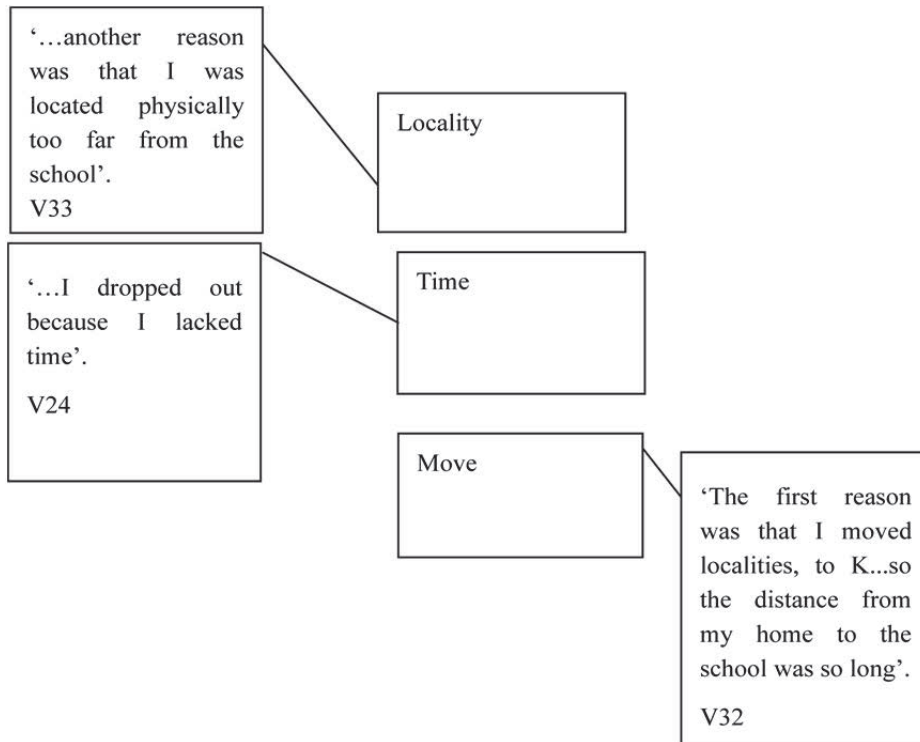 ‘…another reason
was that I was
located physically
too far from the
school’.
V33
Locality
‘…I dropped out
because I lacked
time’.
V24
Time
Move
‘The first reason
was that I moved
localities, to K...so
the distance from
my home to the
school was so long’.
V32